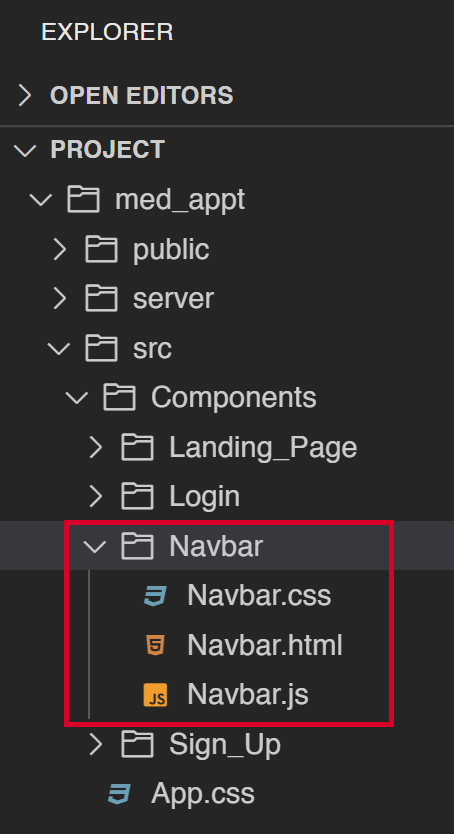 EXPLORER
OPEN EDITORS
PROJECT
med_appt
public
server
src
Components
Landing_Page
Login
Navbar
Navbar.css
Navbar.html
JS Navbar.js
Sign_Up
App.css